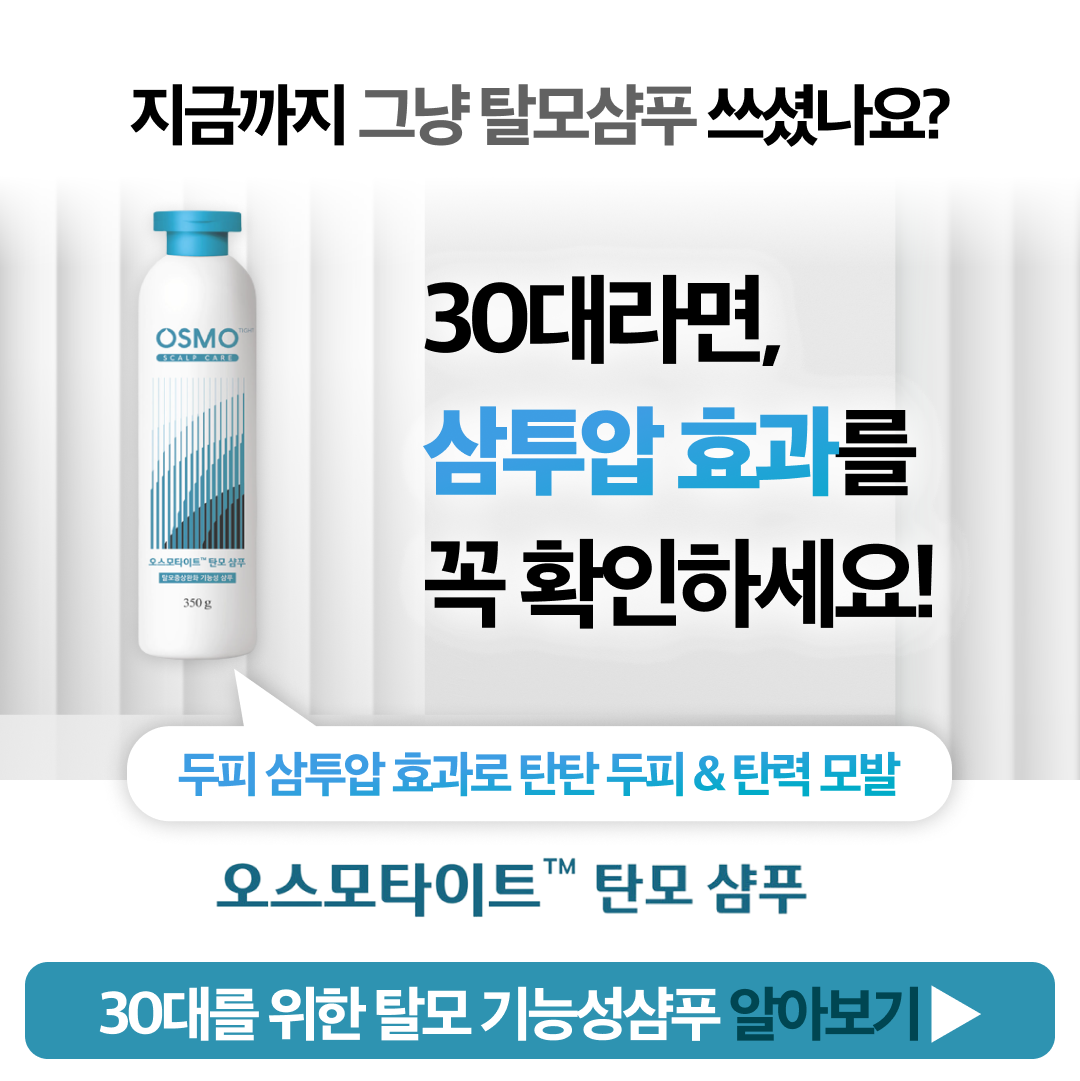 지금까지 그냥 탈모샴푸 쓰셨나요?
OSMO TIGHT
SCALP CARE
오스모타이트™ 탄모 샴푸
탈모증상완화 기능성 샴푸
350 g
30대라면,
삼투압 효과를
꼭 확인하세요!
두피 삼투압 효과로 탄탄 두피 & 탄력 모발
오스모타이트™ 탄모 샴푸
30대를 위한 탈모 기능성샴푸 알아보기▶